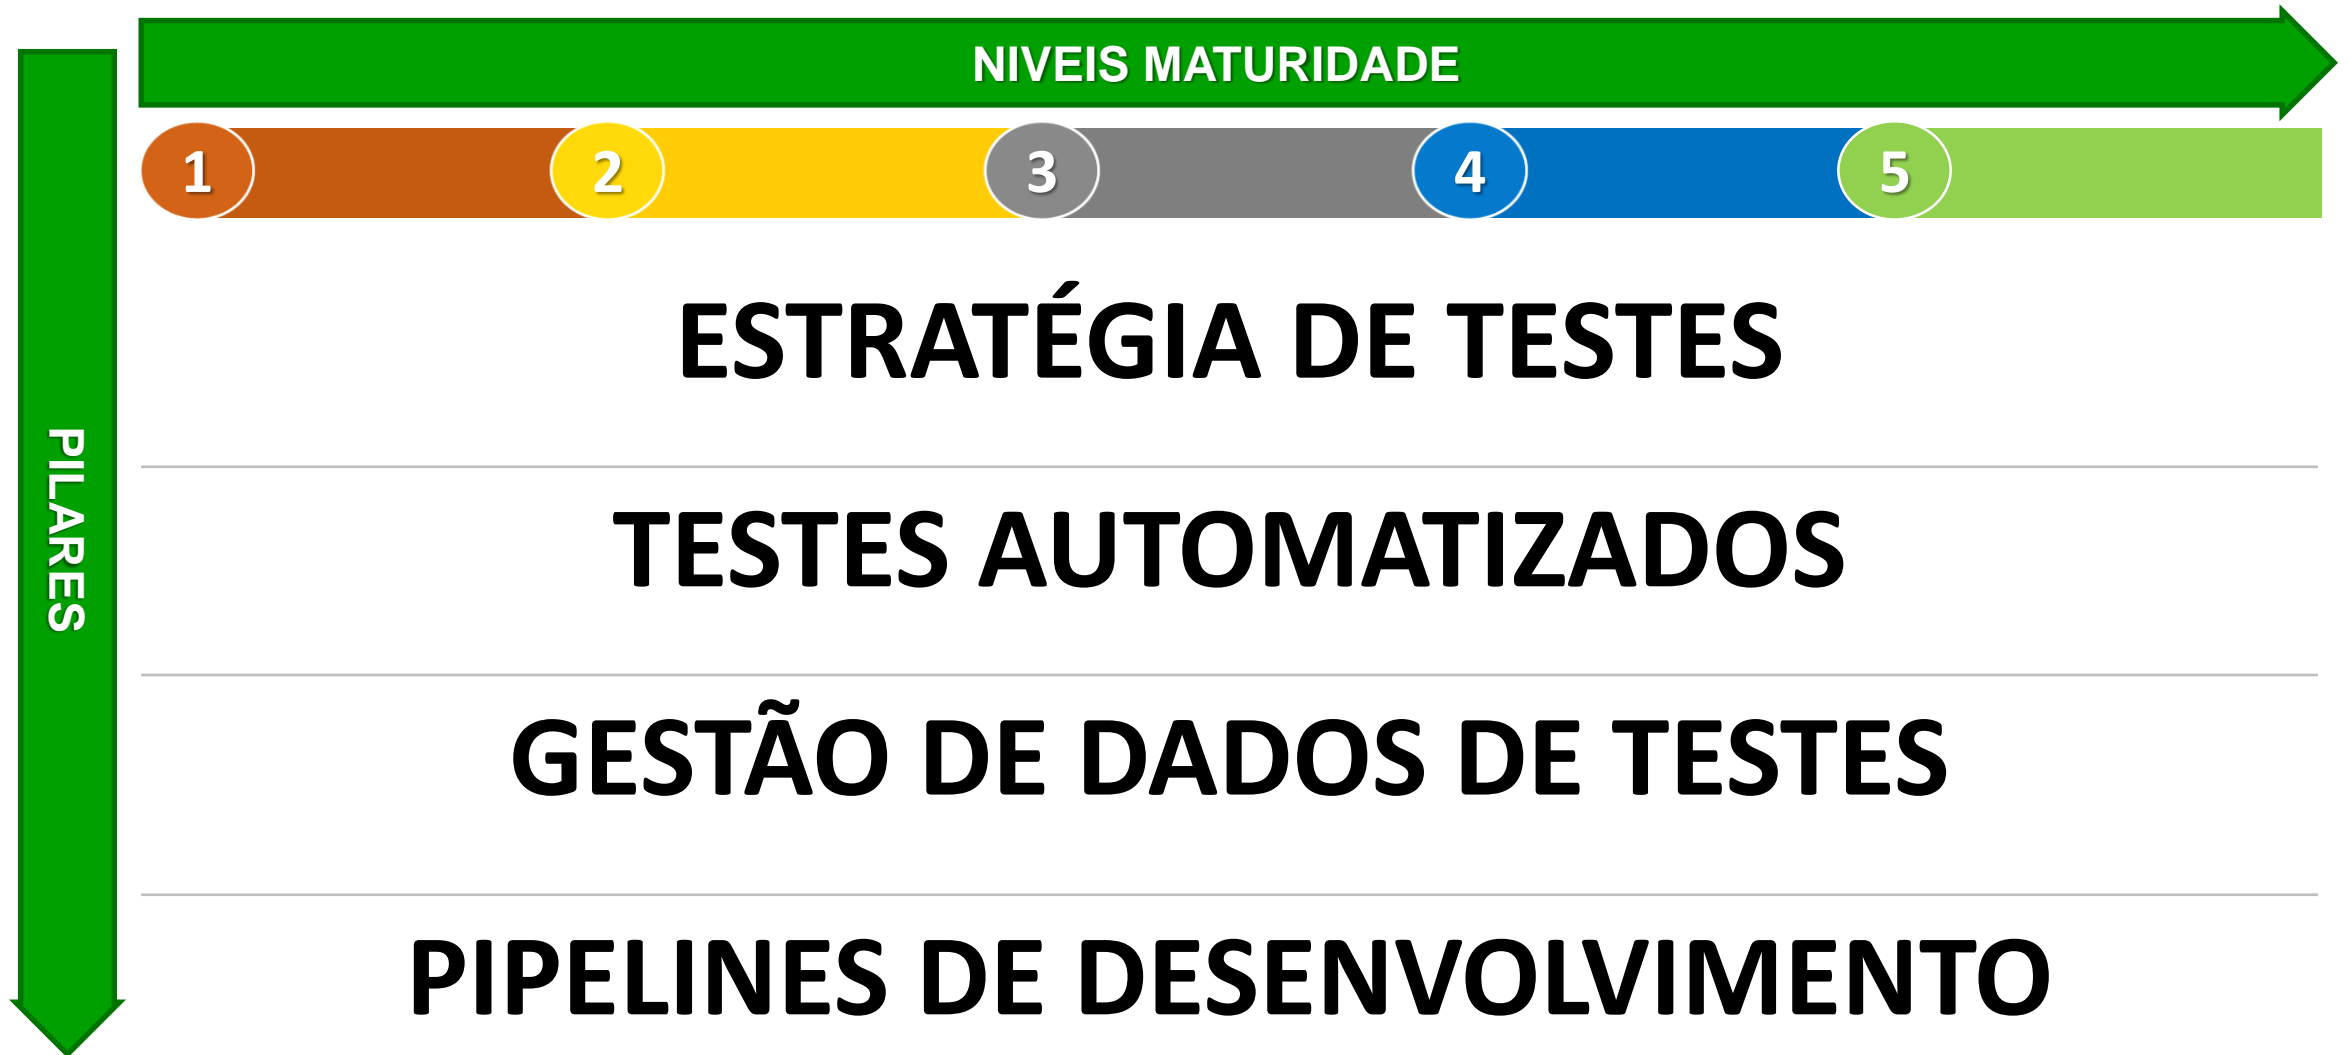 NIVEIS MATURIDADE
1 2 3 4 5
PILARES
ESTRATÉGIA DE TESTES
TESTES AUTOMATIZADOS
GESTÃO DE DADOS DE TESTES
PIPELINES DE DESENVOLVIMENTO